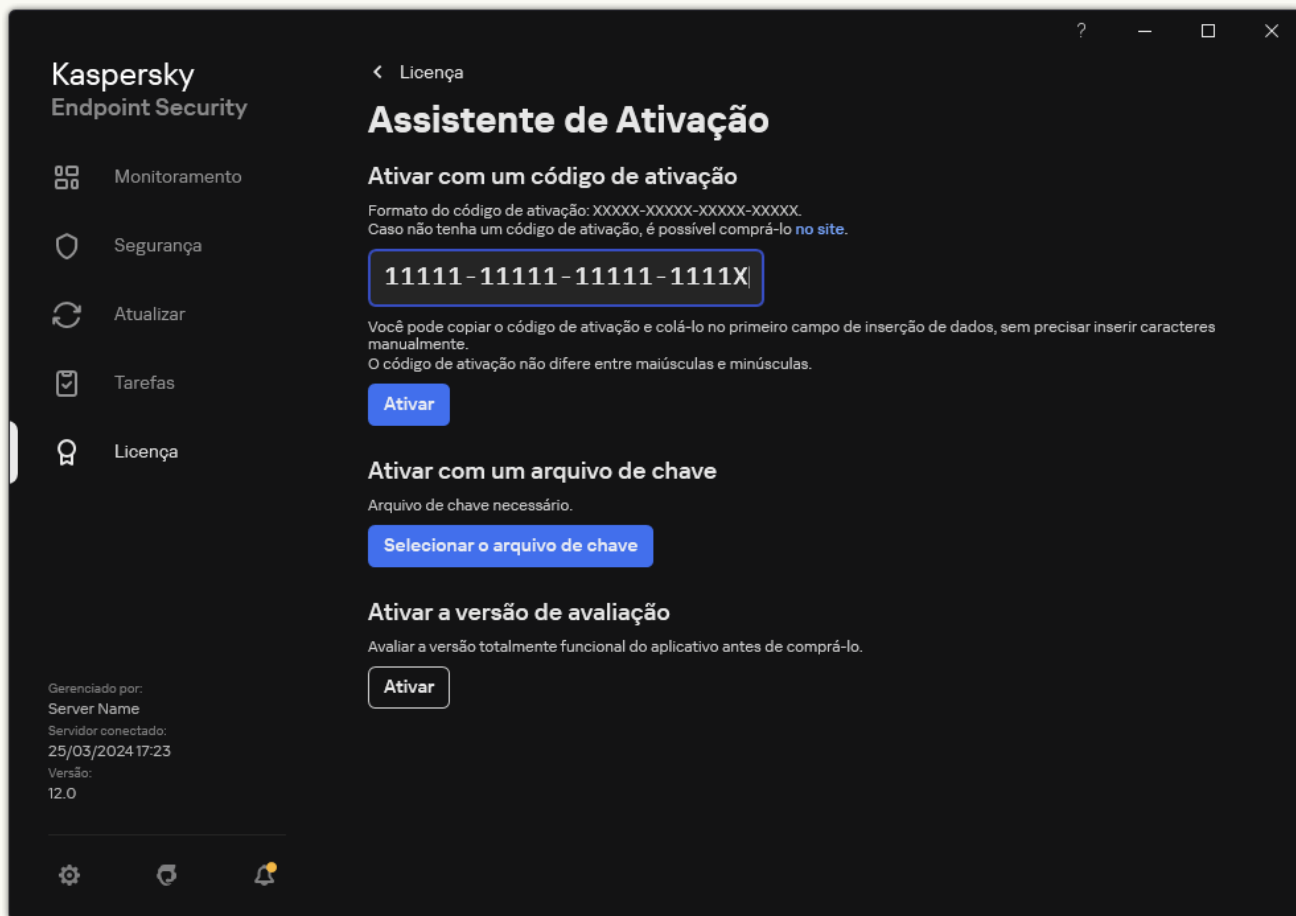 ?
Kaspersky
Endpoint Security
Monitoramento
Segurança
Atualizar
Tarefas
Licença
Gerenciado por:
Server Name
Servidor conectado:
25/03/2024 17:23
Versão:
12.0
Licença
Assistente de Ativação
Ativar com um código de ativação
Formato do código de ativação: XXXXX-XXXXX-XXXXX-XXXXX.
Caso não tenha um código de ativação, é possível comprá-lo no site.
11111-11111-11111-1111X
Você pode copiar o código de ativação e colá-lo no primeiro campo de inserção de dados, sem precisar inserir caracteres
manualmente.
O código de ativação não difere entre maiúsculas e minúsculas.
Ativar
Ativar com um arquivo de chave
Arquivo de chave necessário.
Selecionar o arquivo de chave
Ativar a versão de avaliação
Avaliar a versão totalmente funcional do aplicativo antes de comprá-lo.
Ativar